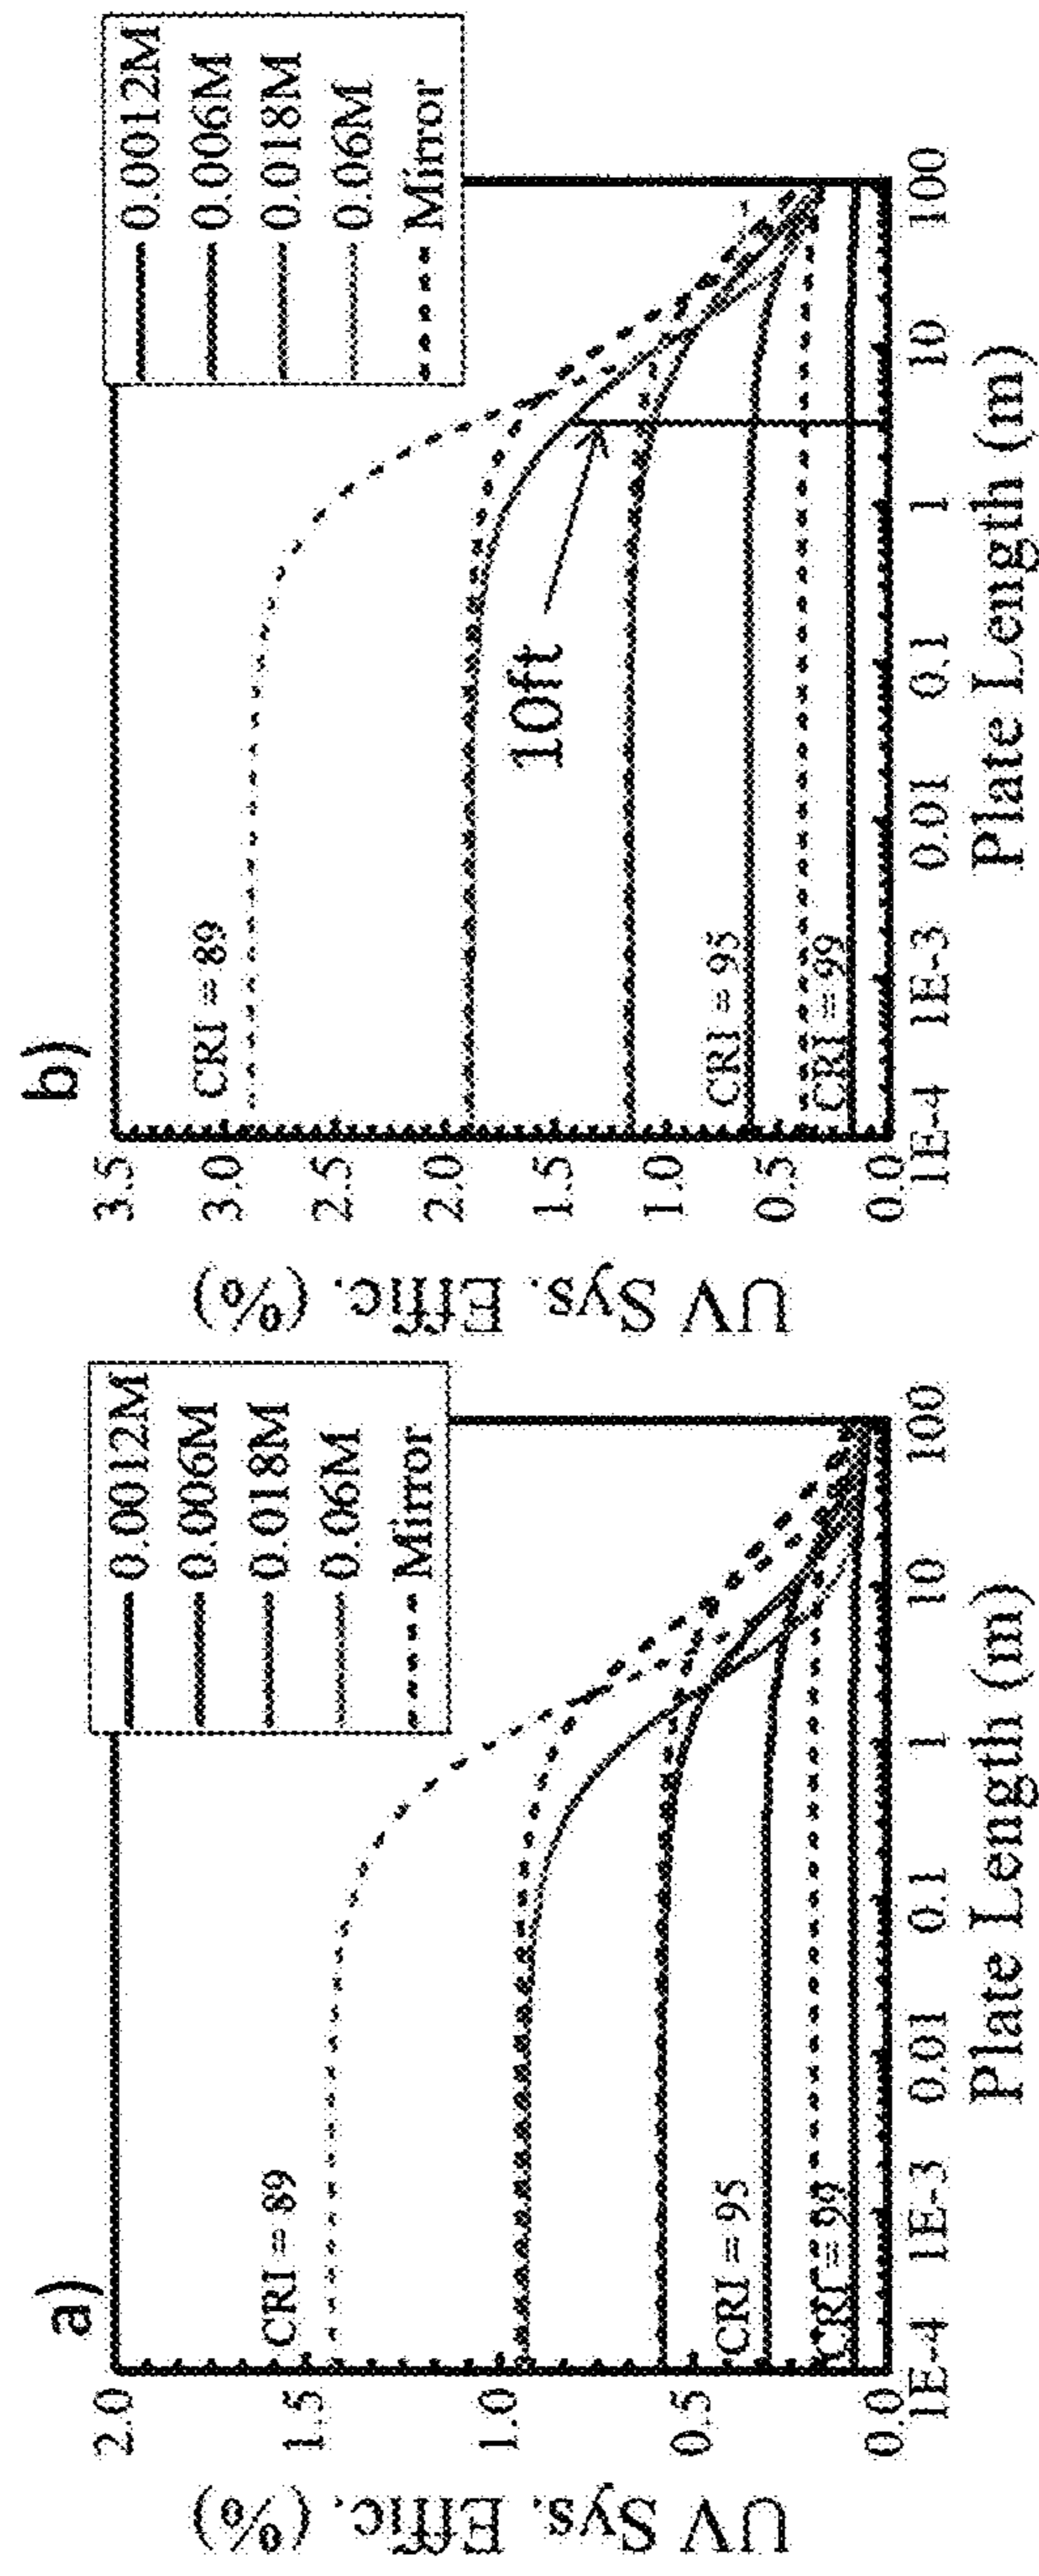 a)
UV Sys. Effic. (%)
2.0
1.5
1.0
0.5
0.0
CRI = 89
CRI = 95
CRI = 99
0.0012M
0.006M
0.018M
0.06M
Mirror
1E-4 1E-3 0.01 0.1 1 10 100
Plate Length (m)
b)
UV Sys. Effic. (%)
3.5
3.0
2.5
2.0
1.5
1.0
0.5
0.0
CRI = 89
CRI = 95
CRI = 99
10ft
0.0012M
0.006M
0.018M
0.06M
Mirror
1E-4 1E-3 0.01 0.1 1 10 100
Plate Length (m)